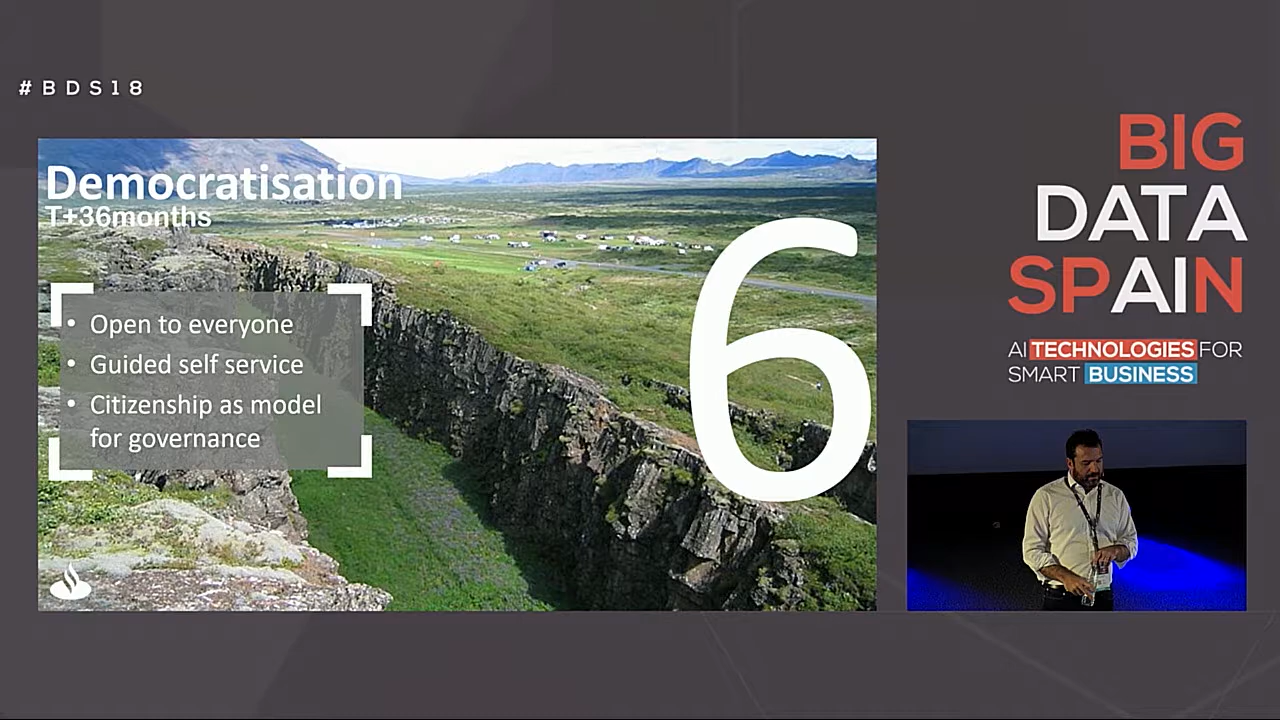 #BDS18
Democratisation
T+36months
• Open to everyone
• Guided self service
• Citizenship as model
for governance
6
BIG
DATA
SPAIN
AI TECHNOLOGIES FOR
SMART BUSINESS